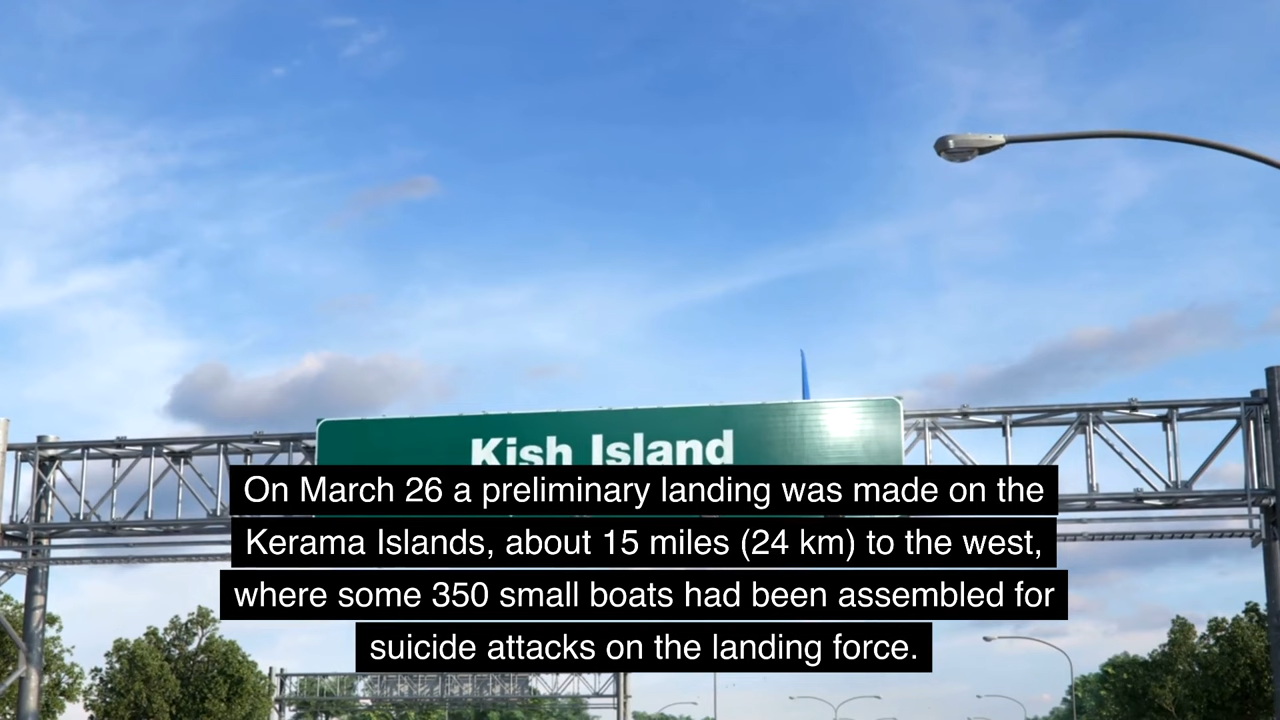 Kish Island
On March 26 a preliminary landing was made on the
Kerama Islands, about 15 miles (24 km) to the west,
where some 350 small boats had been assembled for
suicide attacks on the landing force.